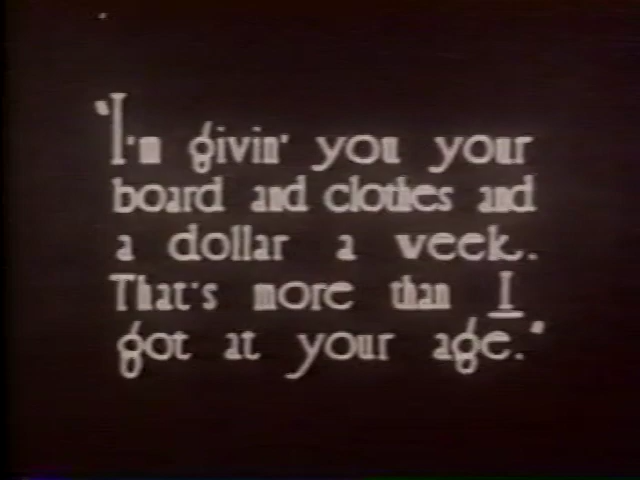 "I'm givin' you your
board and clothes and
a dollar a week.
That's more than I
got at your age."